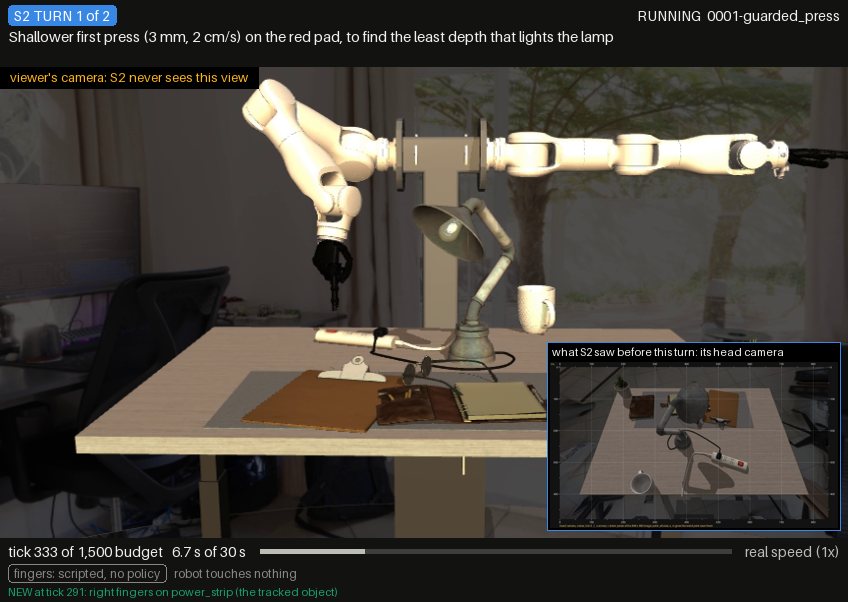 S2 TURN 1 of 2
RUNNING 0001-guarded_press
Shallower first press (3 mm, 2 cm/s) on the red pad, to find the least depth that lights the lamp
viewer's camera: S2 never sees this view
what S2 saw before this turn: its head camera
tick 333 of 1,500 budget 6.7 s of 30 s
real speed (1x)
fingers: scripted, no policy
robot touches nothing
NEW at tick 291: right fingers on power_strip (the tracked object)